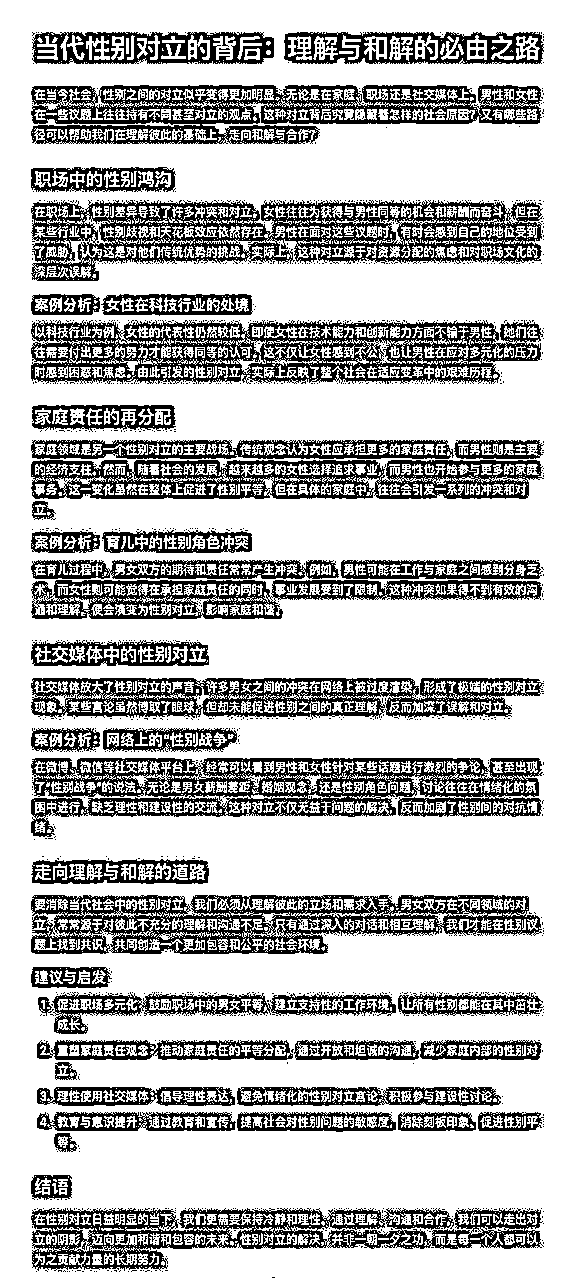 当代性别对立的背后：理解与和解的必由之路
在当今社会，性别之间的对立似乎变得更加明显。无论是在家庭、职场还是社交媒体上，男性和女性
在一些议题上往往持有不同甚至对立的观点。这种对立背后究竟隐藏着怎样的社会原因？又有哪些路
径可以帮助我们在理解彼此的基础上，走向和解与合作？
职场中的性别鸿沟
在职场上，性别差异导致了许多冲突和对立。女性往往为获得与男性同等的机会和薪酬而奋斗，但在
某些行业中，性别歧视和天花板效应依然存在。男性在面对这些议题时，有时会感到自己的地位受到
了威胁，认为这是对他们传统优势的挑战。实际上，这种对立源于对资源分配的焦虑和对职场文化的
深层次误解。
案例分析：女性在科技行业的处境
以科技行业为例，女性的代表性仍然较低。即使女性在技术能力和创新能力方面不输于男性，她们往
往需要付出更多的努力才能获得同等的认可。这不仅让女性感到不公，也让男性在应对多元化的压力
时感到困惑和焦虑。由此引发的性别对立，实际上反映了整个社会在适应变革中的艰难历程。
家庭责任的再分配
家庭领域是另一个性别对立的主要战场。传统观念认为女性应承担更多的家庭责任，而男性则是主要
的经济支柱。然而，随着社会的发展，越来越多的女性选择追求事业，而男性也开始参与更多的家庭
事务。这一变化虽然在整体上促进了性别平等，但在具体的家庭中，往往会引发一系列的冲突和对
立。
案例分析：育儿中的性别角色冲突
在育儿过程中，男女双方的期待和责任常常产生冲突。例如，男性可能在工作与家庭之间感到分身乏
术，而女性则可能觉得在承担家庭责任的同时，事业发展受到了限制。这种冲突如果得不到有效的沟
通和理解，便会演变为性别对立，影响家庭和谐。
社交媒体中的性别对立
社交媒体放大了性别对立的声音。许多男女之间的冲突在网络上被过度渲染，形成了极端的性别对立
现象。某些言论虽然博取了眼球，但却未能促进性别之间的真正理解，反而加深了误解和对立。
案例分析：网络上的“性别战争”
在微博、微信等社交媒体平台上，经常可以看到男性和女性针对某些话题进行激烈的争论，甚至出现
了“性别战争”的说法。无论是男女薪酬差距、婚姻观念，还是性别角色问题，讨论往往在情绪化的氛
围中进行，缺乏理性和建设性的交流。这种对立不仅无益于问题的解决，反而加剧了性别间的对抗情
绪。
走向理解与和解的道路
要消除当代社会中的性别对立，我们必须从理解彼此的立场和需求入手。男女双方在不同领域的对
立，常常源于对彼此不充分的理解和沟通不足。只有通过深入的对话和相互理解，我们才能在性别议
题上找到共识，共同创造一个更加包容和公平的社会环境。
建议与启发
1. 促进职场多元化：鼓励职场中的男女平等，建立支持性的工作环境，让所有性别都能在其中茁壮
成长。
2. 重塑家庭责任观念：推动家庭责任的平等分配，通过开放和坦诚的沟通，减少家庭内部的性别对
立。
3. 理性使用社交媒体：倡导理性表达，避免情绪化的性别对立言论，积极参与建设性讨论。
4. 教育与意识提升：通过教育和宣传，提高社会对性别问题的敏感度，消除刻板印象，促进性别平
等。
结语
在性别对立日益明显的当下，我们更需要保持冷静和理性。通过理解、沟通和合作，我们可以走出对
立的阴影，迈向更加和谐和包容的未来。性别对立的解决，并非一朝一夕之功，而是每一个人都可以
为之贡献力量的长期努力。